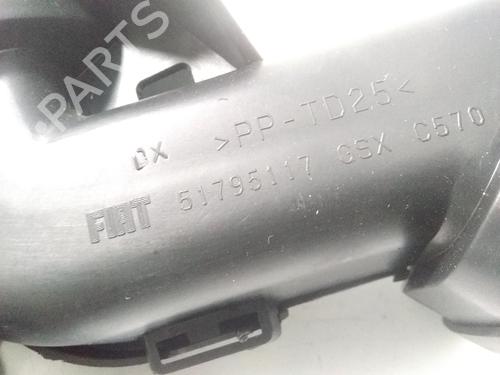 PARTS
DX >PP-TD25<
FIAT 51795117 GSX C570